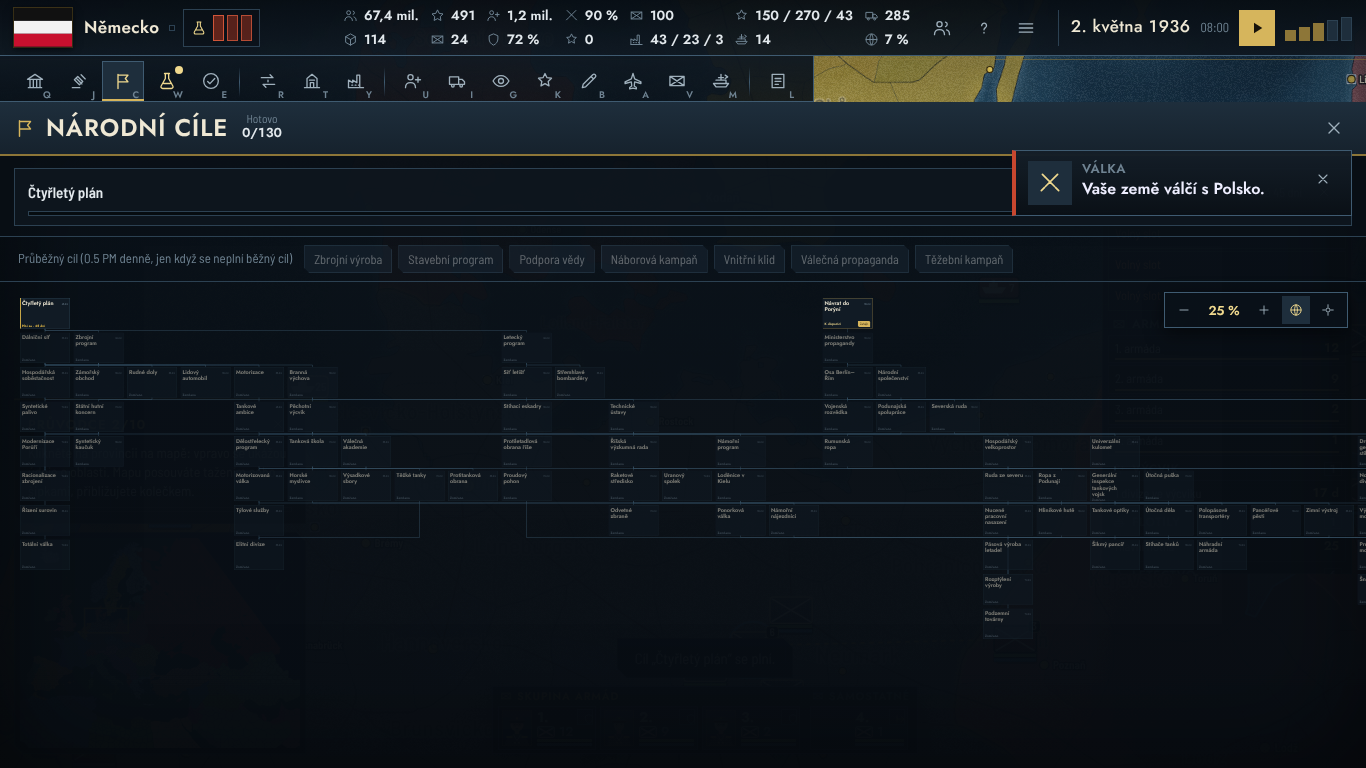 Německo
67,4 mil.
491
1,2 mil.
90 %
100
150 / 270 / 43
285
114
24
72 %
0
43 / 23 / 3
14
7 %
?
2. května 1936
08:00
Q
J
C
W
E
R
T
Y
U
I
G
K
B
A
V
M
L
NÁRODNÍ CÍLE
Hotovo
0/130
VÁLKA
Vaše země válčí s Polsko.
Čtyřletý plán
Průběžný cíl (0.5 PM denně, jen když se neplní běžný cíl)
Zbrojní výroba
Stavební program
Podpora vědy
Náborová kampaň
Vnitřní klid
Válečná propaganda
Těžební kampaň
25 %
Čtyřletý plán
Návrat do Porýní
Dálniční síť
Zbrojní program
Letecký program
Ministerstvo propagandy
Hospodářská soběstačnost
Zámořský obchod
Rudné doly
Lidový automobil
Motorizace
Branná výchova
Síť letišť
Střemhlavé bombardéry
Osa Berlín–Řím
Národní společenství
Syntetické palivo
Státní hutní koncern
Tankové ambice
Pěchotní výcvik
Stíhací eskadry
Technické ústavy
Vojenská rozvědka
Podunajská spolupráce
Severská ruda
Modernizace Porúří
Syntetický kaučuk
Dělostřelecký program
Tanková škola
Válečná akademie
Protiletadlová obrana říše
Říšská výzkumná rada
Námořní program
Rumunská ropa
Hospodářský velkoprostor
Univerzální kulomet
Racionalizace zbrojení
Motorizovaná válka
Horské myslivce
Výsadkové sbory
Těžké tanky
Protitanková obrana
Proudový pohon
Raketové středisko
Uranový spolek
Loděnice v Kielu
Ruda ze severu
Ropa z Podunají
Generální inspekce tankových vojsk
Útočná puška
Řízení surovin
Týlové služby
Odvetné zbraně
Ponorková válka
Námořní nájezdníci
Nucené pracovní nasazení
Hliníkové hutě
Tankové optiky
Útočná děla
Polopásové transportéry
Pancéřové pěsti
Zimní výstroj
Totální válka
Elitní divize
Pásová výroba letadel
Šikmý pancíř
Stíhače tanků
Náhradní armáda
Rozptýlení výroby
Podzemní továrny